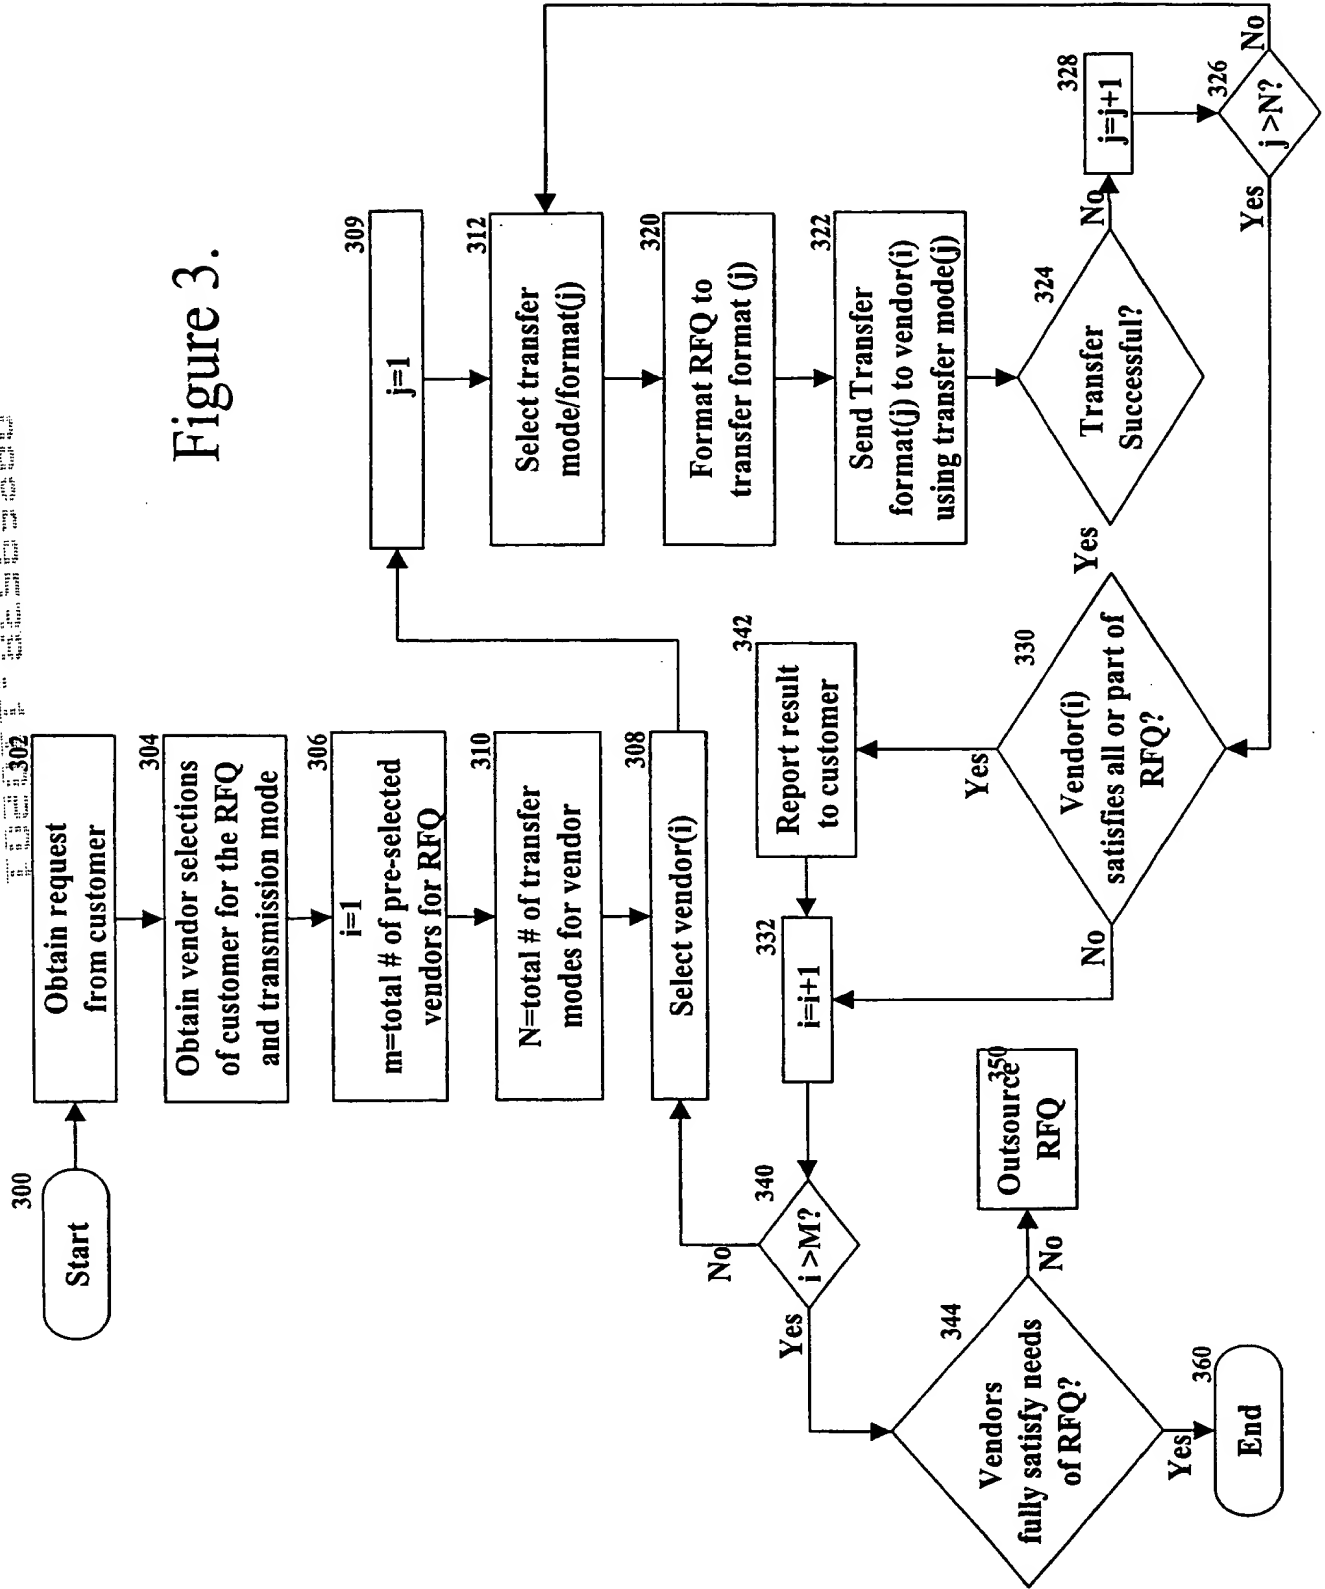 Figure 3.
300
Start
302
Obtain request
from customer
304
Obtain vendor selections
of customer for the RFQ
and transmission mode
306
i=1
m=total # of pre-selected
vendors for RFQ
310
N=total # of transfer
modes for vendor
308
Select vendor(i)
309
j=1
312
Select transfer
mode/format(j)
320
Format RFQ to
transfer format (j)
322
Send Transfer
format(j) to vendor(i)
using transfer mode(j)
324
Transfer
Successful?
No
Yes
328
j=j+1
326
j >N?
No
Yes
330
Vendor(i)
satisfies all or part of
RFQ?
Yes
No
342
Report result
to customer
332
i=i+1
340
i >M?
No
Yes
344
Vendors
fully satisfy needs
of RFQ?
No
Yes
350
Outsource
RFQ
360
End